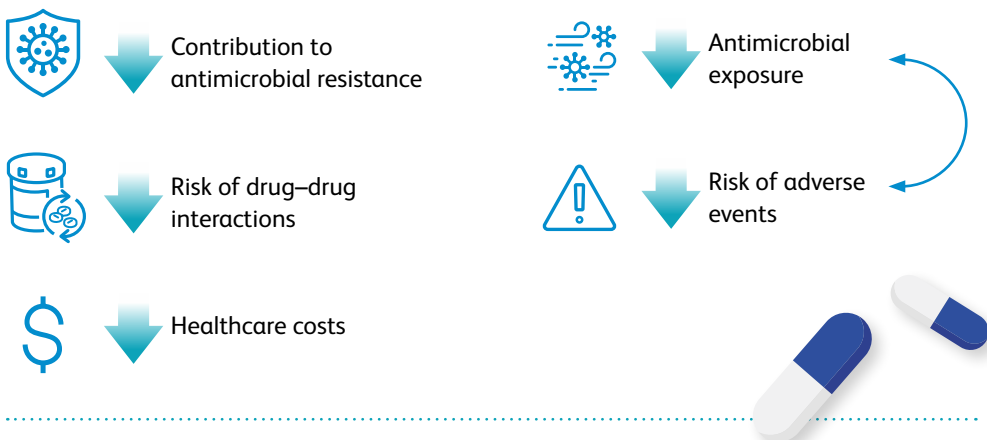 Contribution to
antimicrobial resistance
Antimicrobial
exposure
Risk of drug–drug
interactions
Risk of adverse
events
$
Healthcare costs